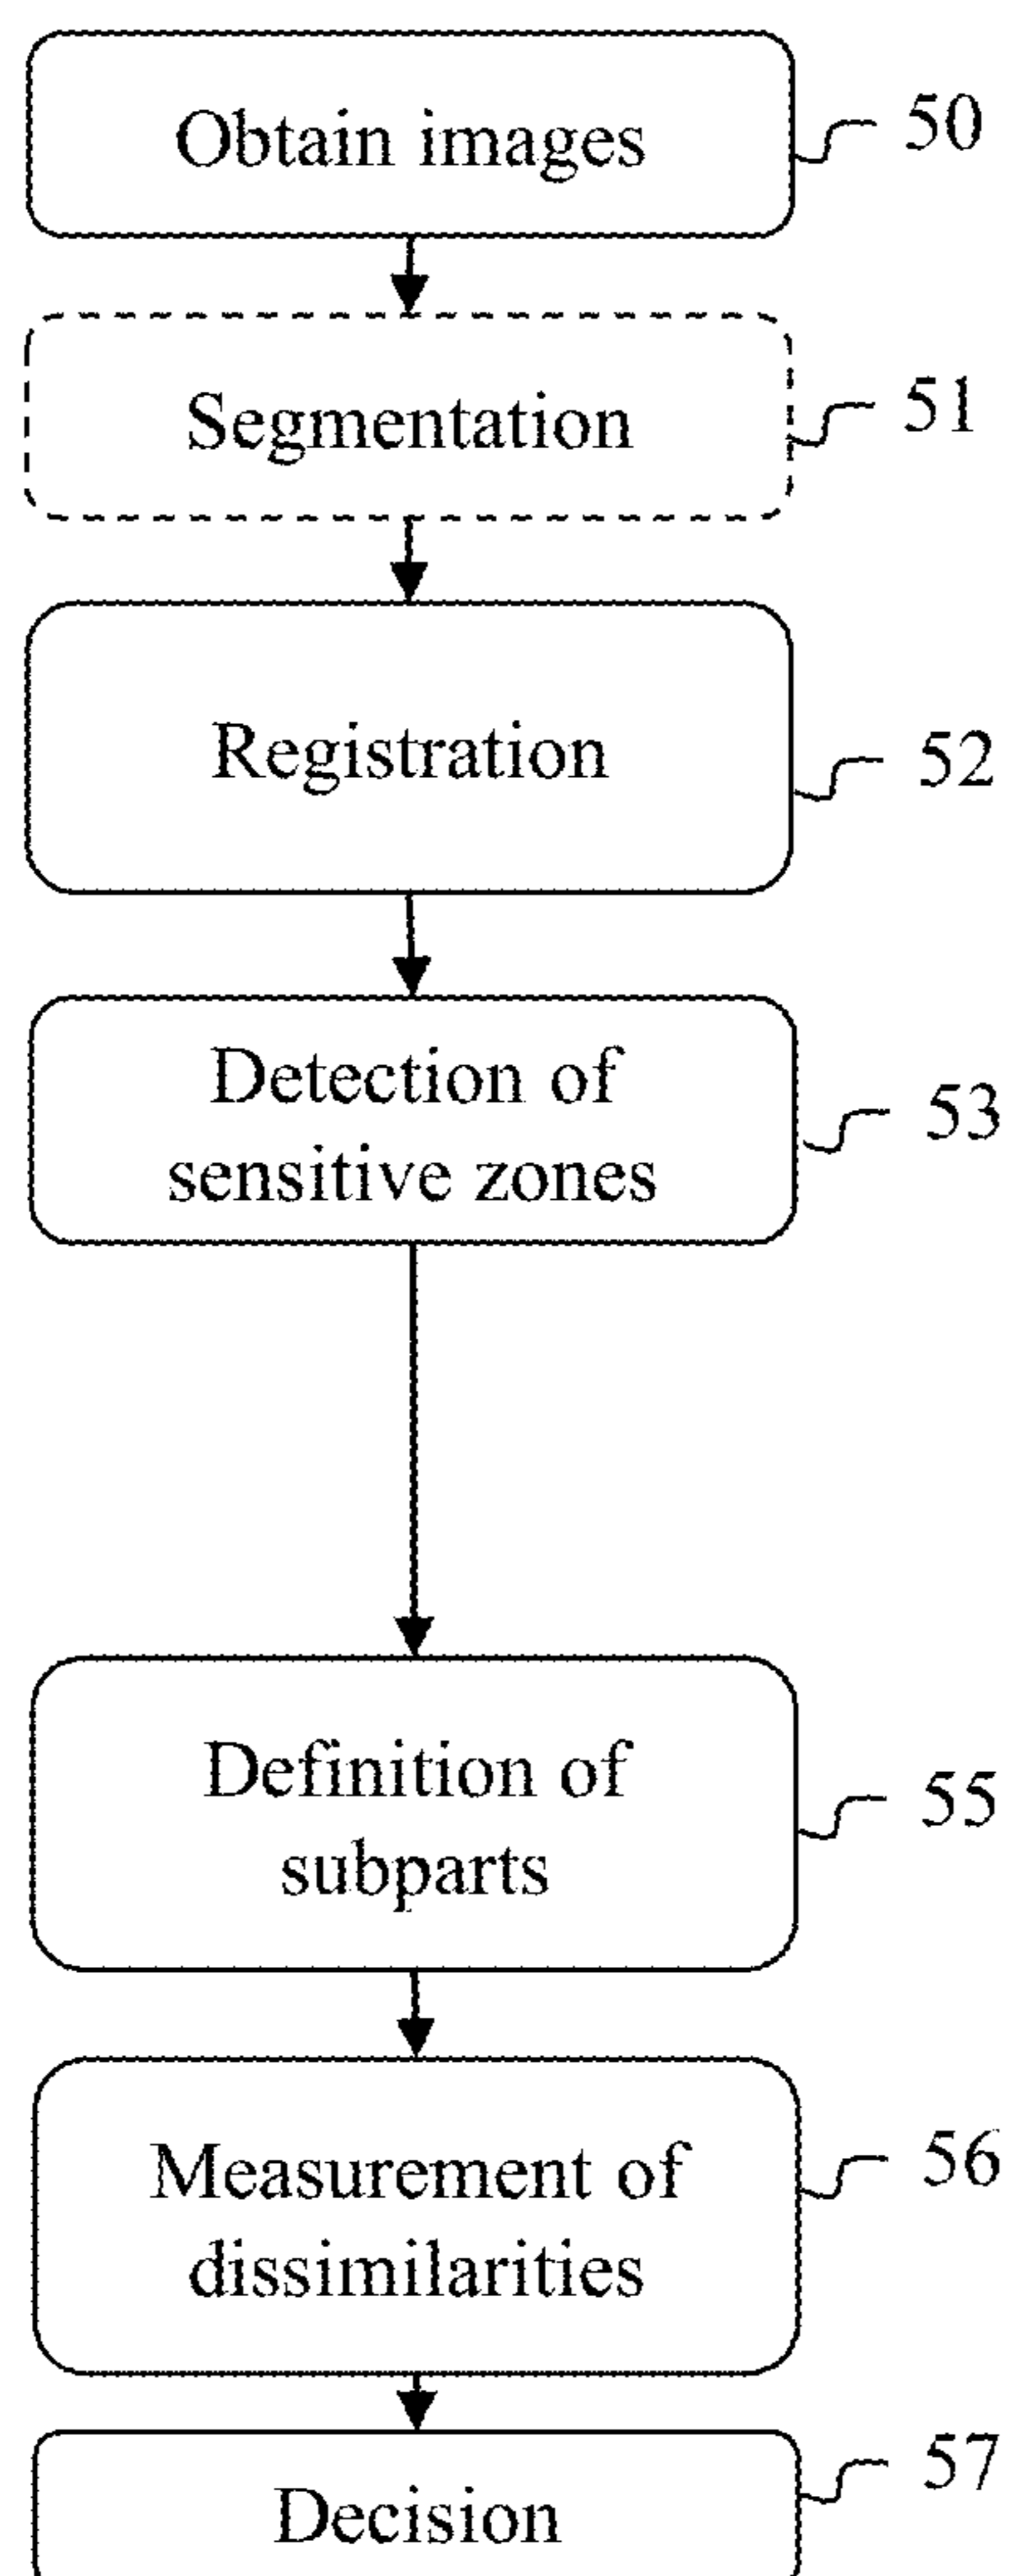 Obtain images
50
Segmentation
51
Registration
52
Detection of
sensitive zones
53
Definition of
subparts
55
Measurement of
dissimilarities
56
Decision
57